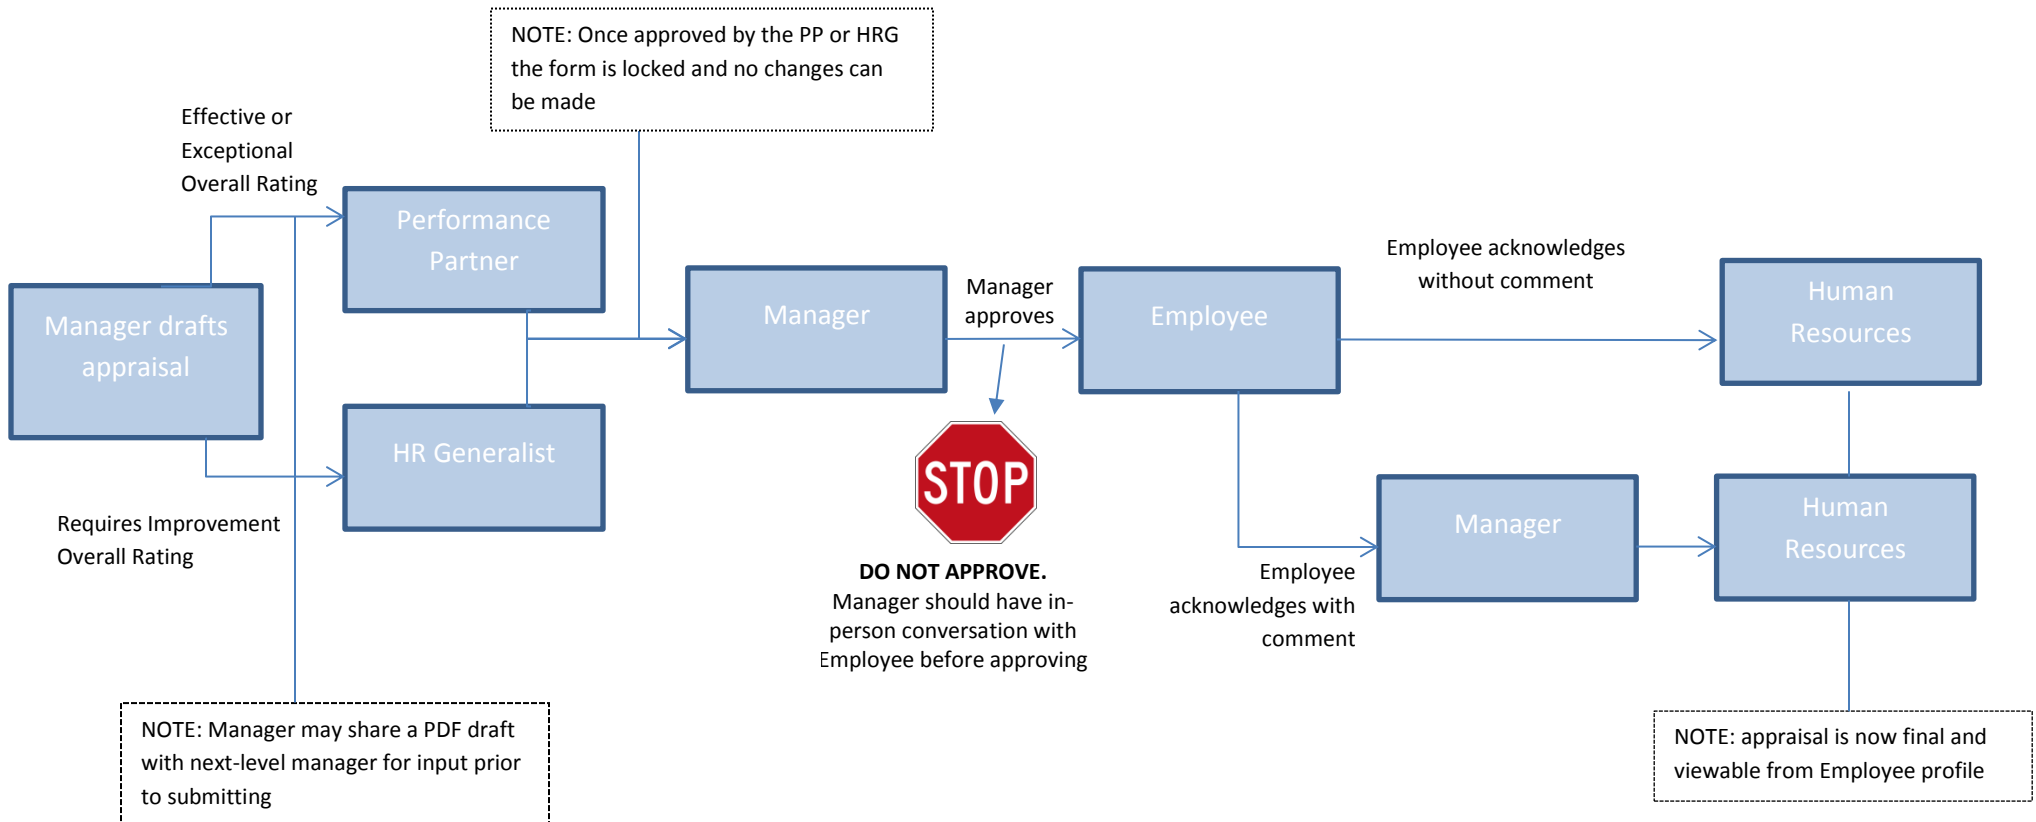 NOTE: Once approved by the PP or HRG
the form is locked and no changes can
be made
Effective or
Exceptional
Overall Rating
Performance
Partner
Manager drafts
appraisal
HR Generalist
Requires Improvement
Overall Rating
NOTE: Manager may share a PDF draft
with next-level manager for input prior
to submitting
Manager
Manager
approves
STOP
DO NOT APPROVE.
Manager should have in-
person conversation with
Employee before approving
Employee
Employee acknowledges
without comment
Human
Resources
Employee
acknowledges with
comment
Manager
Human
Resources
NOTE: appraisal is now final and
viewable from Employee profile